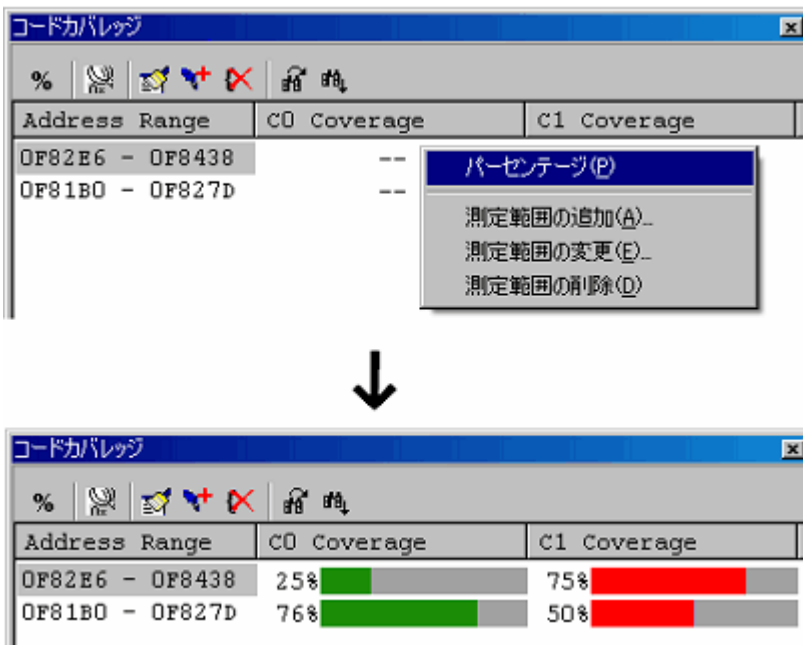 コードカバレッジ
%
Address Range C0 Coverage C1 Coverage
0F82E6 - 0F8438 --
0F81B0 - 0F827D --
パーセンテージ(P)
測定範囲の追加(A)...
測定範囲の変更(E)...
測定範囲の削除(D)
コードカバレッジ
%
Address Range C0 Coverage C1 Coverage
0F82E6 - 0F8438 25% 75%
0F81B0 - 0F827D 76% 50%